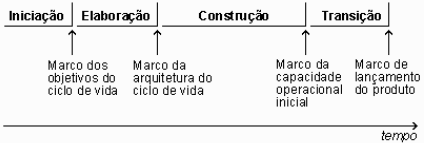 Iniciação Elaboração Construção Transição
Marco dos
objetivos do
ciclo de vida
Marco da
arquitetura do
ciclo de vida
Marco da
capacidade
operacional
inicial
Marco de
lançamento
do produto
tempo